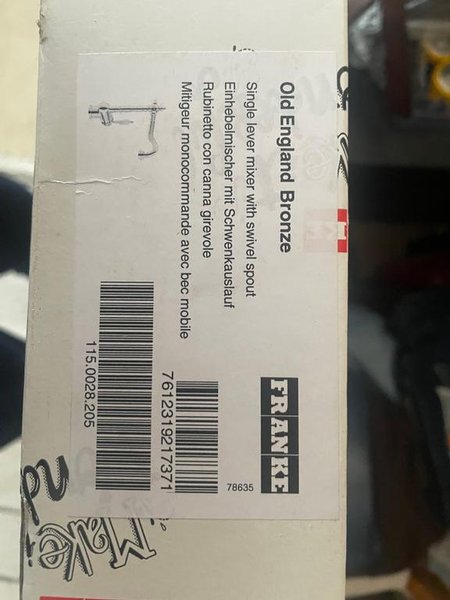 Old England Bronze
Single lever mixer with swivel spout
Einhebelmischer mit Schwenkauslauf
Rubinetto con canna girevole
Mitigeur monocommande avec bec mobile
FRANKE
78635
7612319217371
115.0028.205
Make